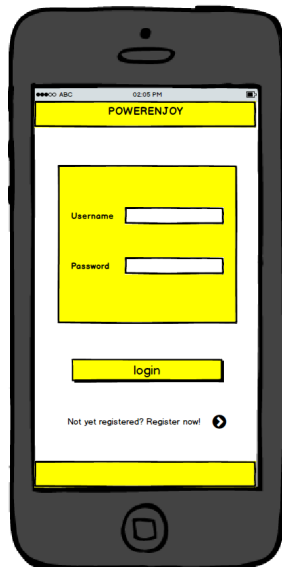 ABC 02:05 PM
POWERENJOY
Username
Password
login
Not yet registered? Register now!